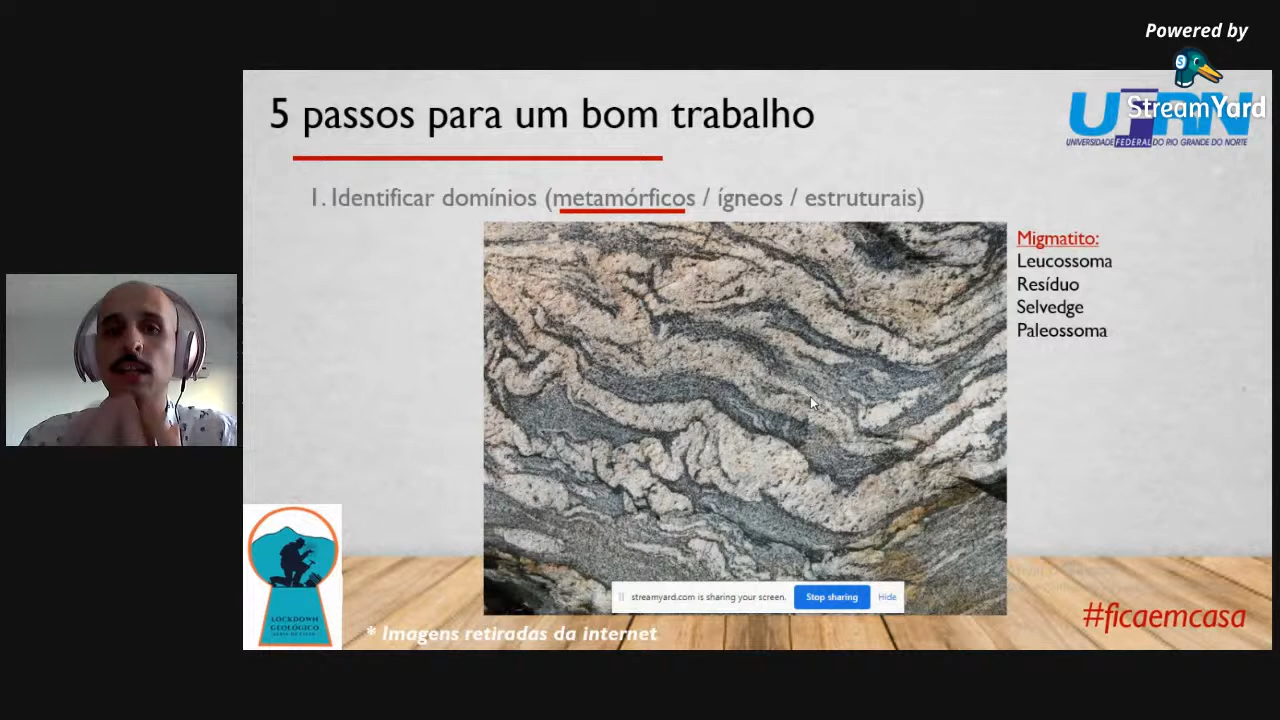 Powered by
StreamYard
5 passos para um bom trabalho
UFRN
UNIVERSIDADE FEDERAL DO RIO GRANDE DO NORTE
1. Identificar domínios (metamórficos / ígneos / estruturais)
Migmatito:
Leucossoma
Resíduo
Selvedge
Paleossoma
streamyard.com is sharing your screen.
Stop sharing
Hide
LOCKDOWN
GEOLÓGICO
* Imagens retiradas da internet
#ficaemcasa